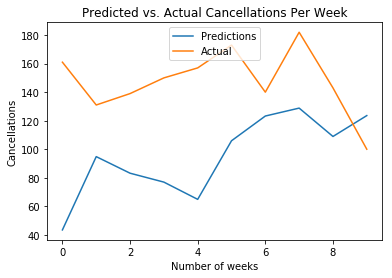 Predicted vs. Actual Cancellations Per Week
Predictions
Actual
Cancellations
180
160
140
120
100
80
60
40
0
2
4
6
8
Number of weeks